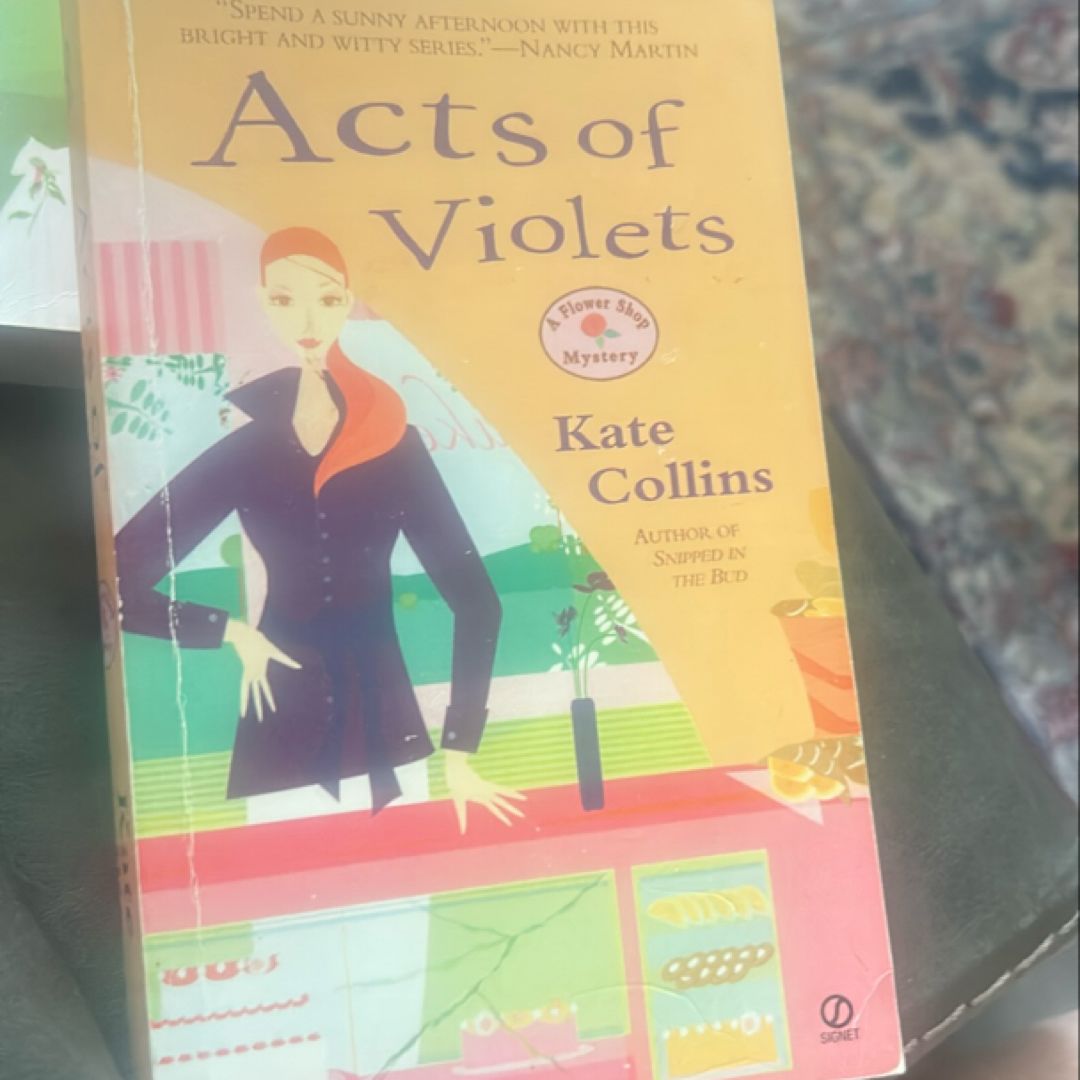 “SPEND A SUNNY AFTERNOON WITH THIS
BRIGHT AND WITTY SERIES.”—NANCY MARTIN
Acts of
Violets
A Flower Shop
Mystery
Kate
Collins
AUTHOR OF
SNIPPED IN
THE BUD
SIGNET